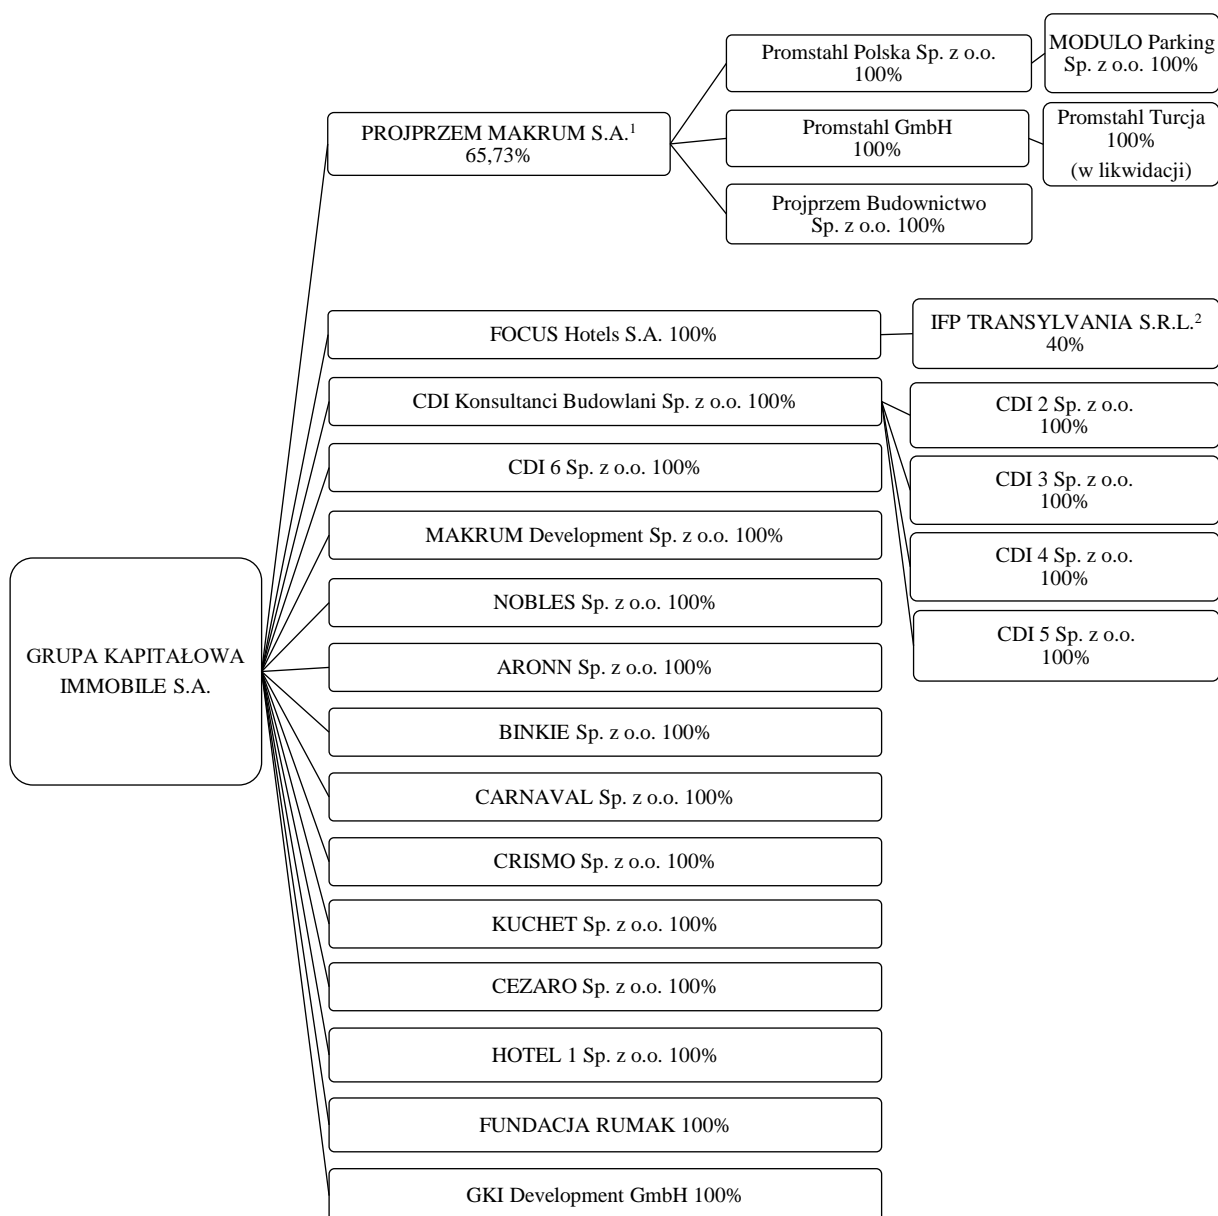 GRUPA KAPITAŁOWA
IMMOBILE S.A.
PROJPRZEM MAKRUM S.A.¹
65,73%
Promstahl Polska Sp. z o.o.
100%
MODULO Parking
Sp. z o.o. 100%
Promstahl GmbH
100%
Promstahl Turcja
100%
(w likwidacji)
Projprzem Budownictwo
Sp. z o.o. 100%
FOCUS Hotels S.A. 100%
IFP TRANSYLVANIA S.R.L.²
40%
CDI Konsultanci Budowlani Sp. z o.o. 100%
CDI 2 Sp. z o.o.
100%
CDI 3 Sp. z o.o.
100%
CDI 4 Sp. z o.o.
100%
CDI 5 Sp. z o.o.
100%
CDI 6 Sp. z o.o. 100%
MAKRUM Development Sp. z o.o. 100%
NOBLES Sp. z o.o. 100%
ARONN Sp. z o.o. 100%
BINKIE Sp. z o.o. 100%
CARNAVAL Sp. z o.o. 100%
CRISMO Sp. z o.o. 100%
KUCHET Sp. z o.o. 100%
CEZARO Sp. z o.o. 100%
HOTEL 1 Sp. z o.o. 100%
FUNDACJA RUMAK 100%
GKI Development GmbH 100%